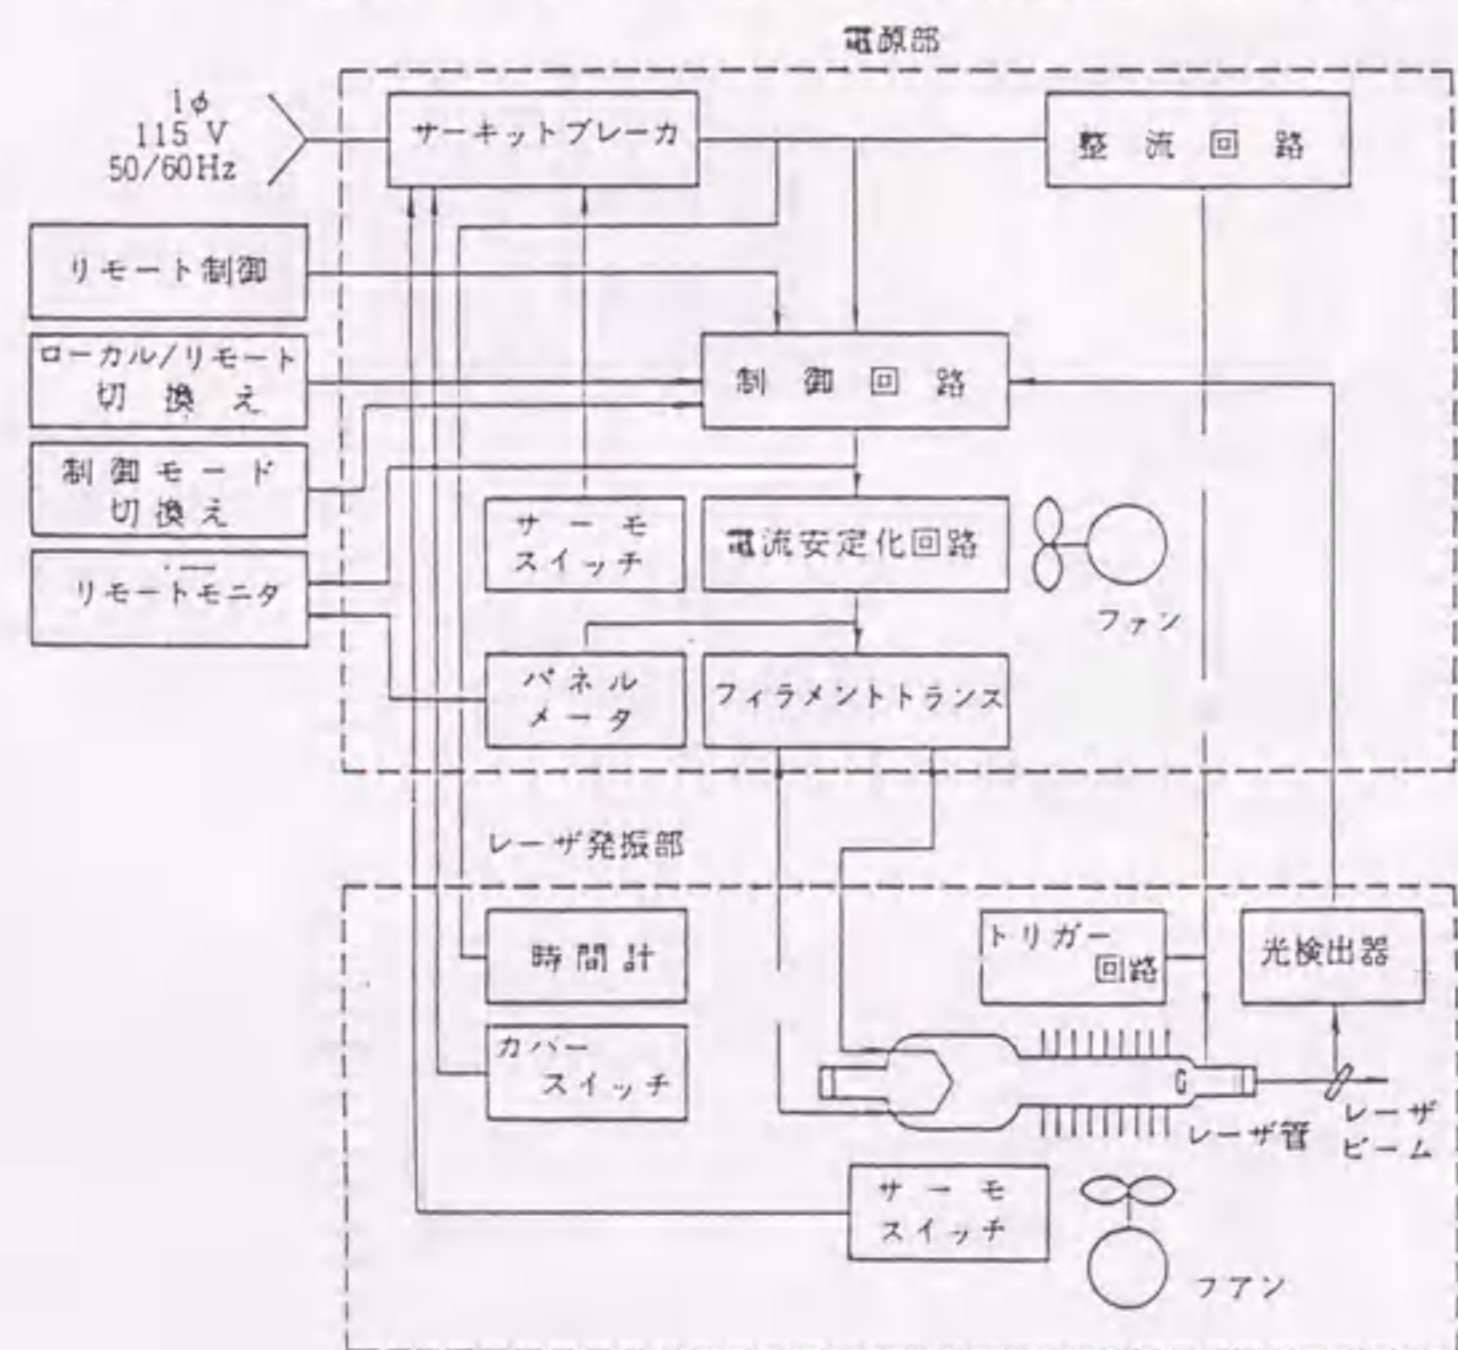 電源部
1φ
115 V
50/60Hz
サーキットブレーカ
整流回路
リモート制御
ローカル/リモート
切換え
制御回路
制御モード
切換え
サーモ
スイッチ
電流安定化回路
ファン
リモートモニタ
パネル
メータ
フィラメントトランス
レーザ発振部
時間計
トリガー
回路
光検出器
カバー
スイッチ
レーザ管
レーザ
ビーム
サーモ
スイッチ
フアン